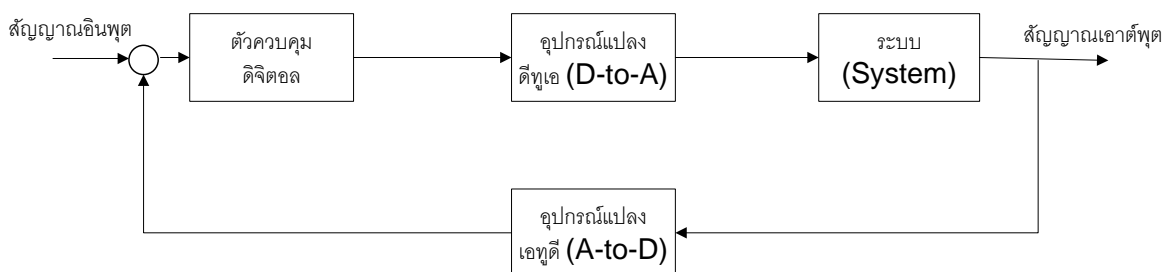 สัญญาณอินพุต
ตัวควบคุม
ดิจิตอล
อุปกรณ์แปลง
ดีทูเอ (D-to-A)
ระบบ
(System)
สัญญาณเอาต์พุต
อุปกรณ์แปลง
เอทูดี (A-to-D)